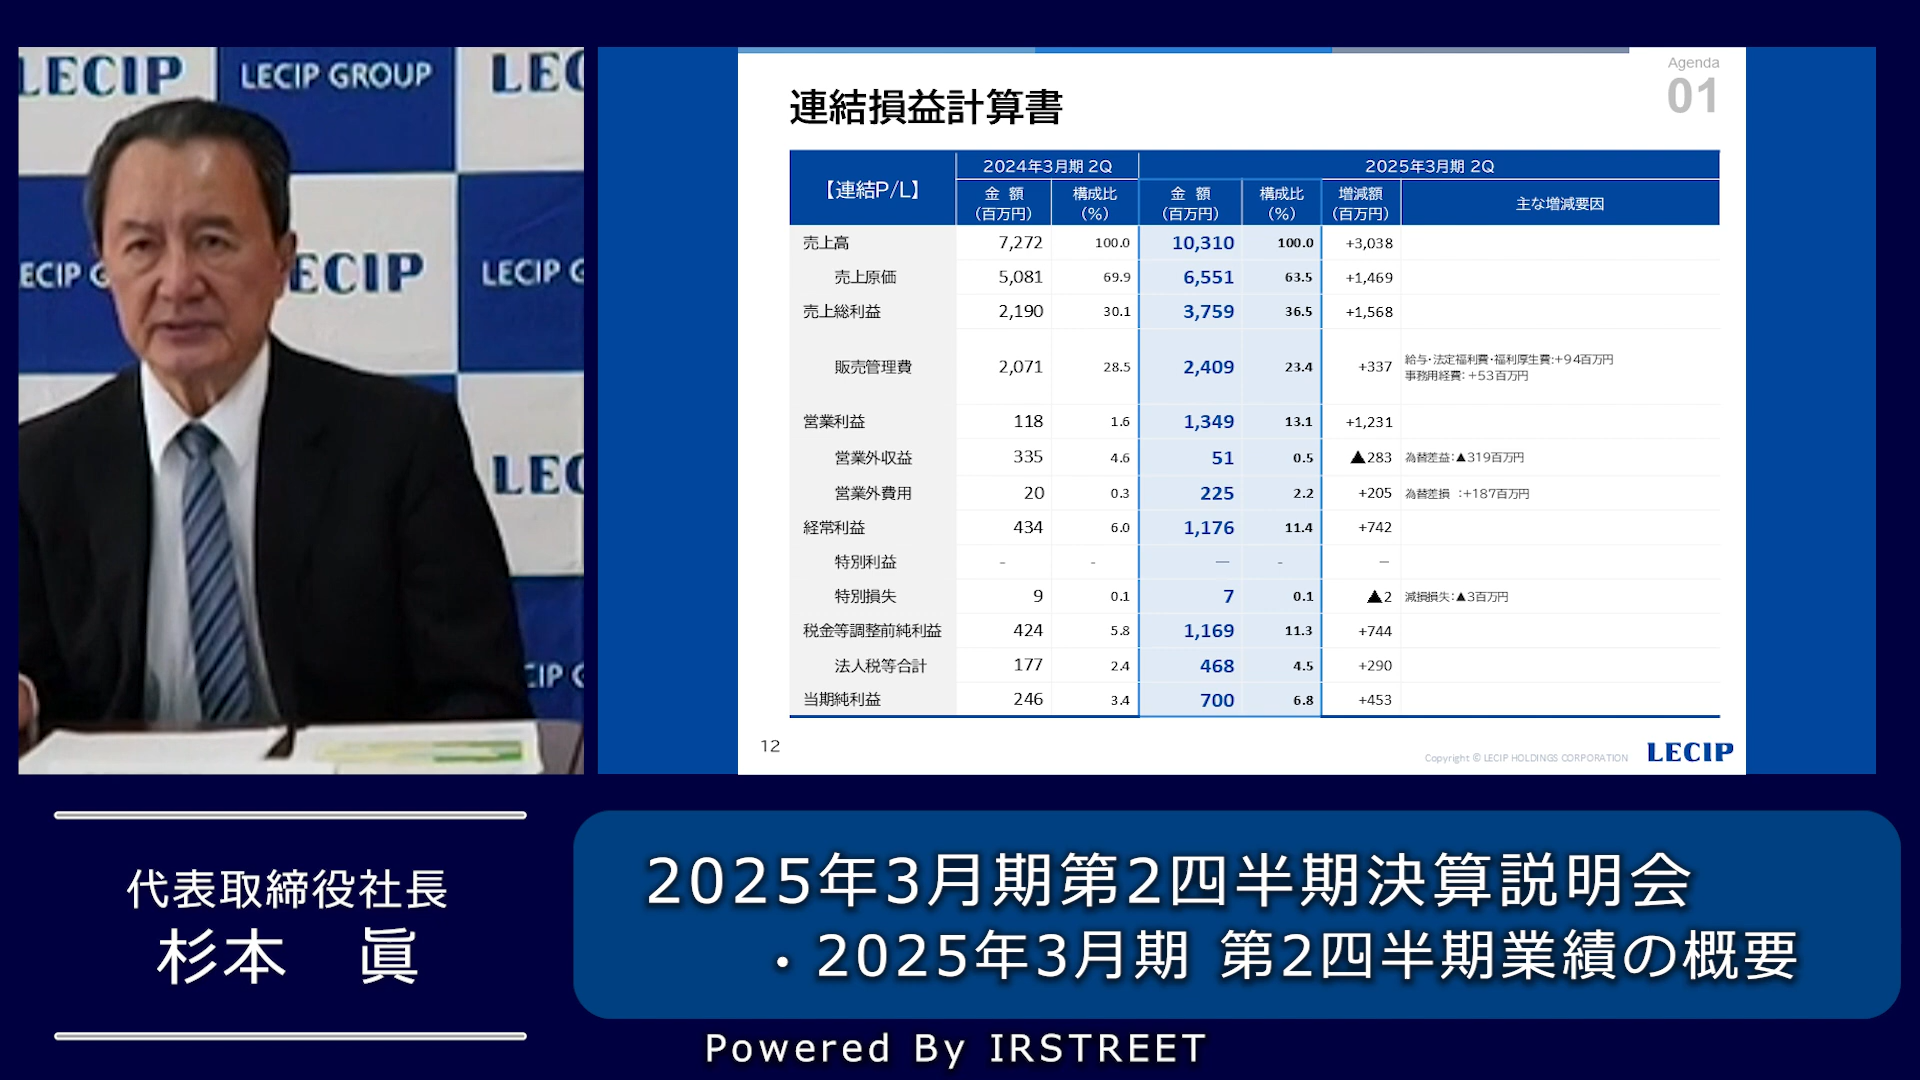 LECIP
LECIP GROUP
LEC
ECIP G
ECIP
LECIP G
LEC
CIP G
LECIP GROUP
Agenda
01
連結損益計算書
【連結P/L】 2024年3月期 2Q 2025年3月期 2Q
金 額 (百万円) 構成比 (%) 金 額 (百万円) 構成比 (%) 増減額 (百万円) 主な増減要因
売上高 7,272 100.0 10,310 100.0 +3,038
売上原価 5,081 69.9 6,551 63.5 +1,469
売上総利益 2,190 30.1 3,759 36.5 +1,568
販売管理費 2,071 28.5 2,409 23.4 +337 給与・法定福利費・福利厚生費:+94百万円
事務用経費:+53百万円
営業利益 118 1.6 1,349 13.1 +1,231
営業外収益 335 4.6 51 0.5 ▲283 為替差益:▲319百万円
営業外費用 20 0.3 225 2.2 +205 為替差損 :+187百万円
経常利益 434 6.0 1,176 11.4 +742
特別利益 - - — - —
特別損失 9 0.1 7 0.1 ▲2 減損損失:▲3百万円
税金等調整前純利益 424 5.8 1,169 11.3 +744
法人税等合計 177 2.4 468 4.5 +290
当期純利益 246 3.4 700 6.8 +453
12
Copyright © LECIP HOLDINGS CORPORATION
LECIP
代表取締役社長
杉本 眞
2025年3月期第2四半期決算説明会
・2025年3月期 第2四半期業績の概要
Powered By IRSTREET